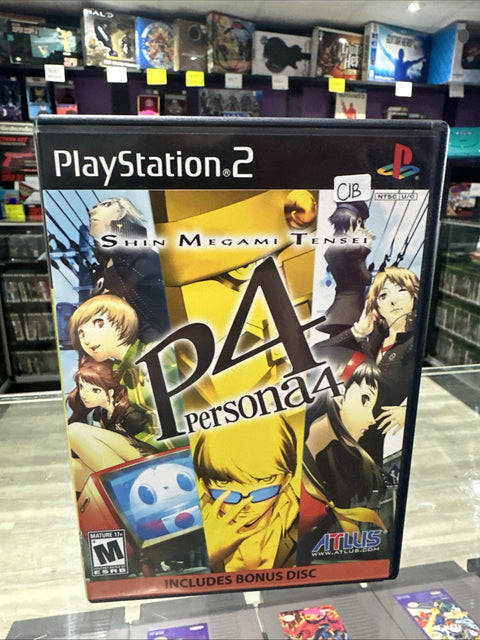 HALO
PlayStation®2
CIB
NTSC U/C
SHIN MEGAMI TENSEI
P4
Persona4
MATURE 17+
M
ESRB
ATLUS
WWW.ATLUS.COM
INCLUDES BONUS DISC